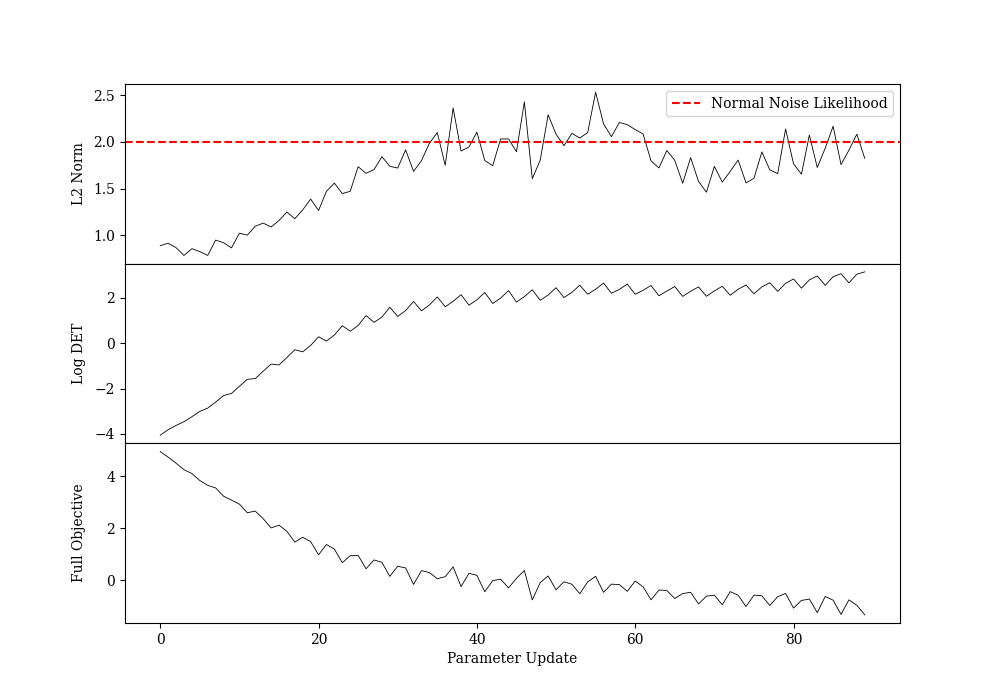 2.5
2.0
1.5
1.0
L2 Norm
Normal Noise Likelihood
2
0
−2
−4
Log DET
4
2
0
Full Objective
0 20 40 60 80
Parameter Update